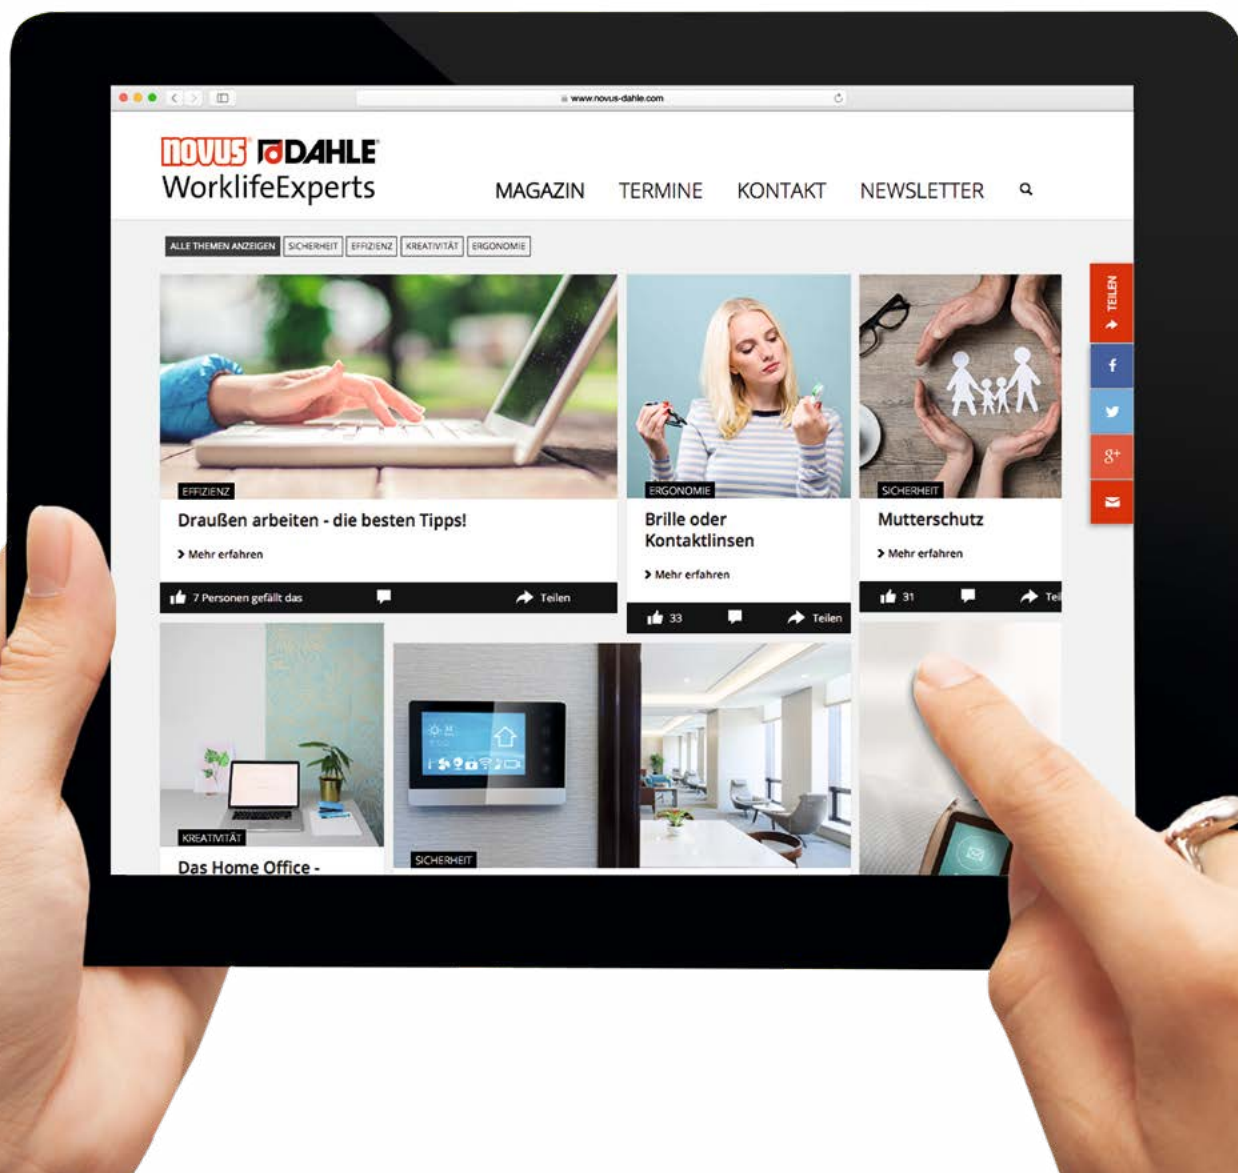 www.novus-dahle.com
novus DAHLE
WorklifeExperts
MAGAZIN TERMINE KONTAKT NEWSLETTER
ALLE THEMEN ANZEIGEN SICHERHEIT EFFIZIENZ KREATIVITÄT ERGONOMIE
TEILEN
f
g+
EFFIZIENZ
Draußen arbeiten - die besten Tipps!
Mehr erfahren
7 Personen gefällt das Teilen
ERGONOMIE
Brille oder
Kontaktlinsen
Mehr erfahren
33 Teilen
SICHERHEIT
Mutterschutz
Mehr erfahren
31 Tei
KREATIVITÄT
Das Home Office -
SICHERHEIT